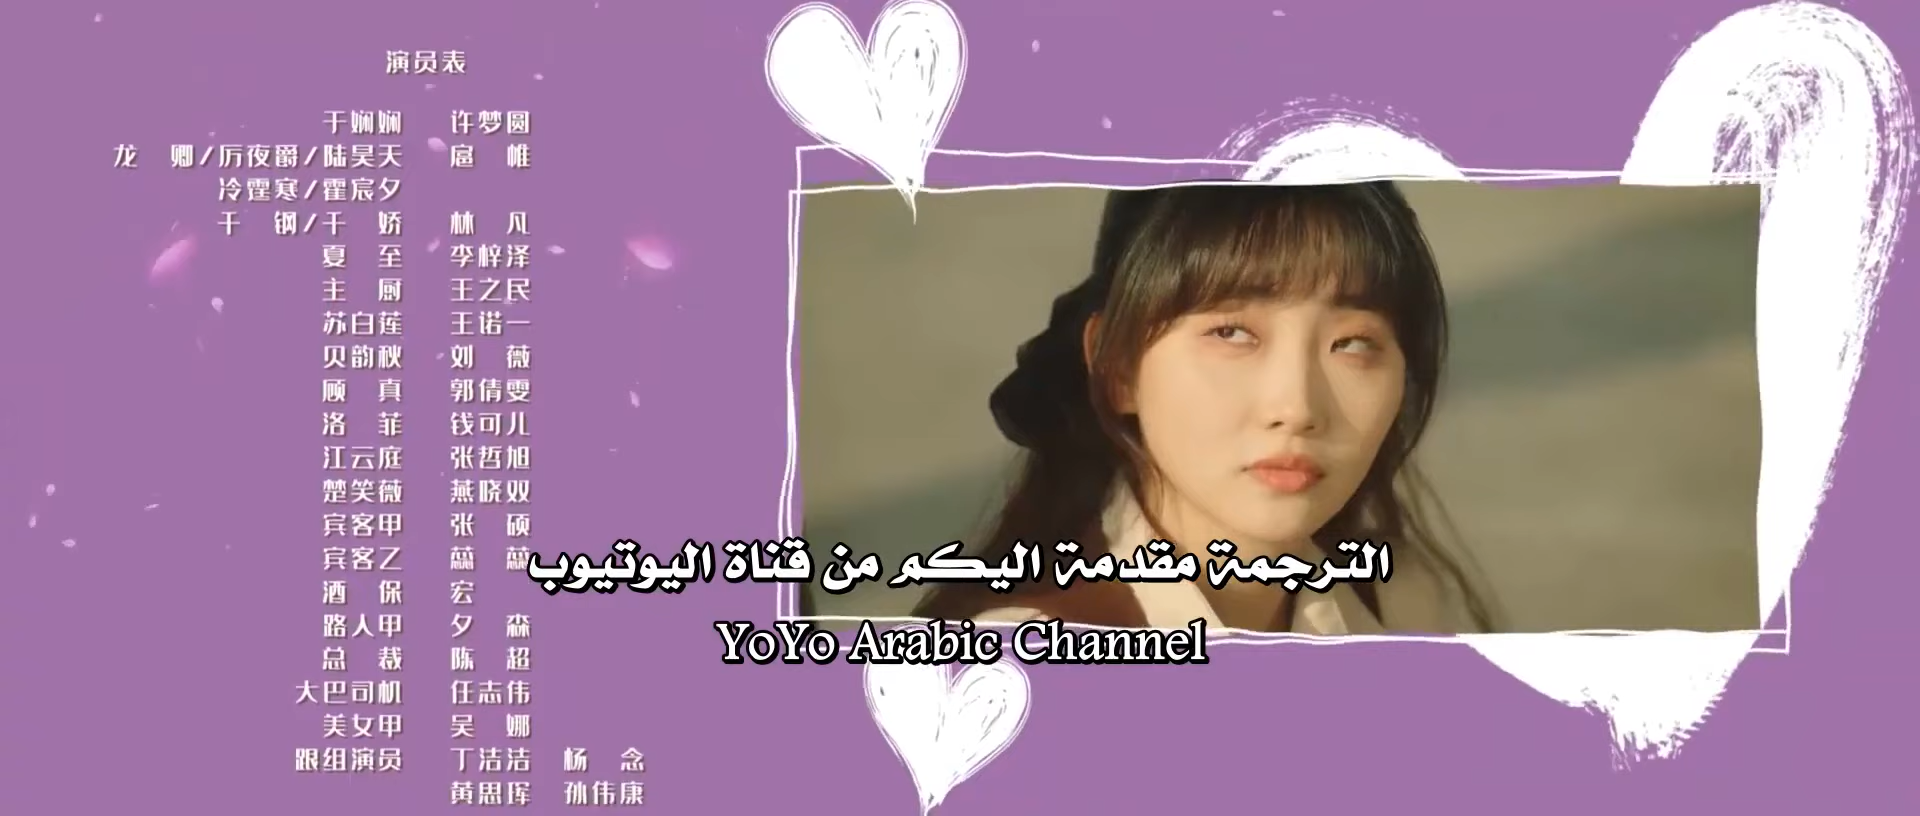 演员表
于娴娴 许梦圆
龙 卿/厉夜爵/陆昊天 扈 帷
冷霆寒/霍宸夕
千 钢/千 娇 林 凡
夏 至 李梓泽
主 厨 王之民
苏白莲 王诺一
贝韵秋 刘 薇
顾 真 郭倩雯
洛 菲 钱可儿
江云庭 张哲旭
楚笑薇 燕晓双
宾客甲 张 硕
宾客乙 蕊 蕊
酒 保 宏
路人甲 夕 森
总 裁 陈 超
大巴司机 任志伟
美女甲 吴 娜
跟组演员 丁洁洁 杨 念
黄思珲 孙伟康
الترجمة مقدمة اليكم من قناة اليوتيوب
YoYo Arabic Channel